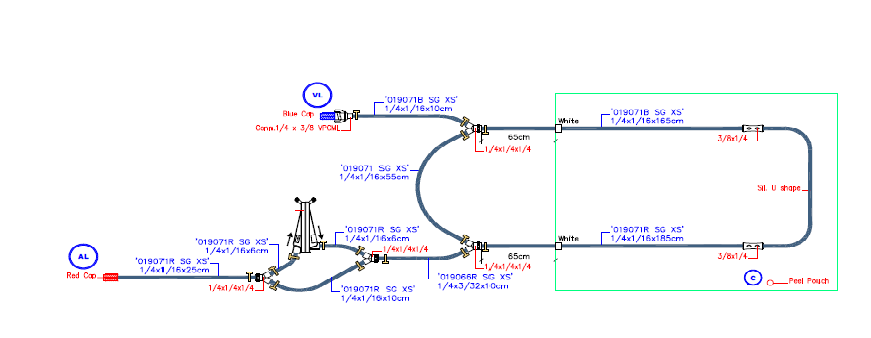 VL
"019071B SG XS"
1/4x1/16x10cm
Blue Cap
Conn.1/4 x 3/8 VPCML
White
"019071B SG XS"
1/4x1/16x165cm
65cm
1/4x1/4x1/4
3/8x1/4
"019071 SG XS"
1/4x1/16x55cm
Sil. U shape
"019071R SG XS"
1/4x1/16x6cm
"019071R SG XS"
1/4x1/16x6cm
White
"019071R SG XS"
1/4x1/16x185cm
AL
1/4x1/4x1/4
65cm
1/4x1/4x1/4
3/8x1/4
"019071R SG XS"
1/4x1/16x25cm
Red Cap
1/4x1/4x1/4
"019071R SG XS"
1/4x1/16x10cm
"019066R SG XS"
1/4x3/32x10cm
c
Peel Pouch